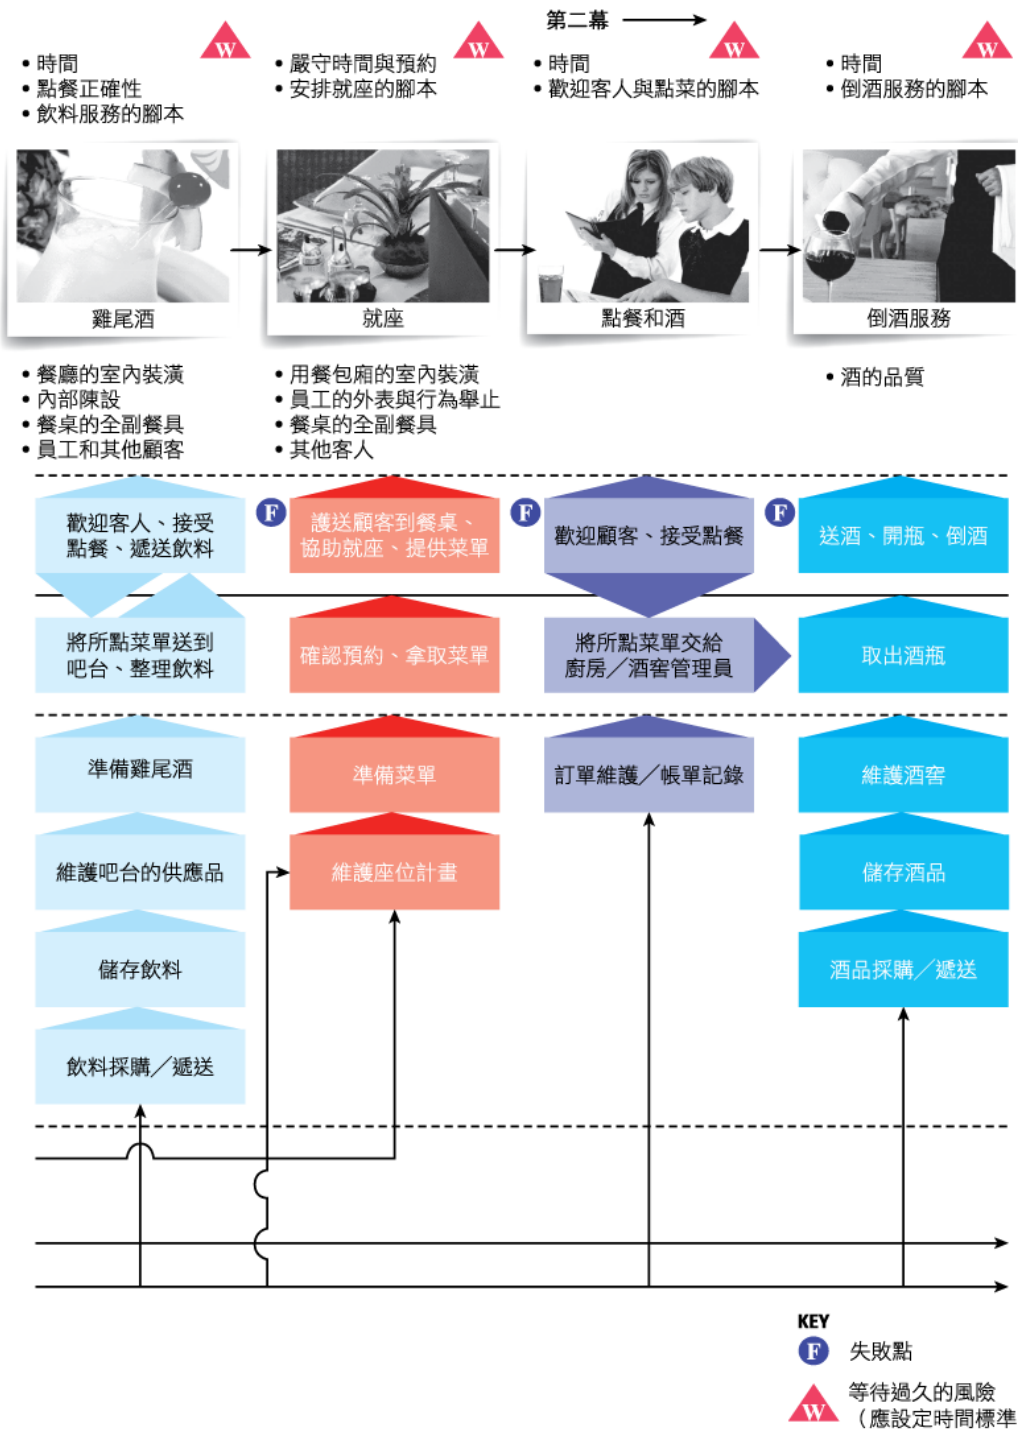 第二幕
W
• 時間
• 點餐正確性
• 飲料服務的腳本
W
• 嚴守時間與預約
• 安排就座的腳本
W
• 時間
• 歡迎客人與點菜的腳本
W
• 時間
• 倒酒服務的腳本
雞尾酒
就座
點餐和酒
倒酒服務
• 餐廳的室內裝潢
• 內部陳設
• 餐桌的全副餐具
• 員工和其他顧客
• 用餐包廂的室內裝潢
• 員工的外表與行為舉止
• 餐桌的全副餐具
• 其他客人
• 酒的品質
歡迎客人、接受
點餐、遞送飲料
F
護送顧客到餐桌、
協助就座、提供菜單
F
歡迎顧客、接受點餐
F
送酒、開瓶、倒酒
將所點菜單送到
吧台、整理飲料
確認預約、拿取菜單
將所點菜單交給
廚房／酒窖管理員
取出酒瓶
準備雞尾酒
準備菜單
訂單維護／帳單記錄
維護酒窖
維護吧台的供應品
維護座位計畫
儲存酒品
儲存飲料
酒品採購／遞送
飲料採購／遞送
KEY
F 失敗點
W 等待過久的風險
（應設定時間標準